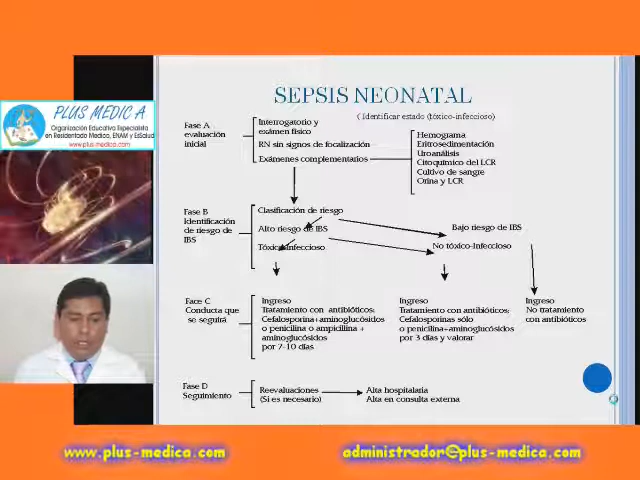 PLUS MEDIC A
Organización Educativa Especialista
en Residentado Medico, ENAM y EsSalud
www.plus-medica.com
SEPSIS NEONATAL
( Identificar estado (tóxico-infeccioso)
Fase A
evaluación
inicial
Interrogatorio y
exámen físico
RN sin signos de focalización
Exámenes complementarios
Hemograma
Eritrosedimentación
Uroanálisis
Citoquímico del LCR
Cultivo de sangre
Orina y LCR
Fase B
Identificación
de riesgo de
IBS
Clasificación de riesgo
Alto riesgo de IBS
Tóxico-infeccioso
Bajo riesgo de IBS
No tóxico-Infeccioso
Fase C
Conducta que
se seguirá
Ingreso
Tratamiento con antibióticos:
Cefalosporina+aminoglucósidos
o penicilina o ampicilina +
aminoglucósidos
por 7-10 días
Ingreso
Tratamiento con antibióticos:
Cefalosporinas sólo
o penicilina+aminoglucósidos
por 3 días y valorar
Ingreso
No tratamiento
con antibióticos
Fase D
Seguimiento
Reevaluaciones
(Si es necesario)
Alta hospitalaria
Alta en consulta externa
www.plus-medica.com
administrador@plus-medica.com